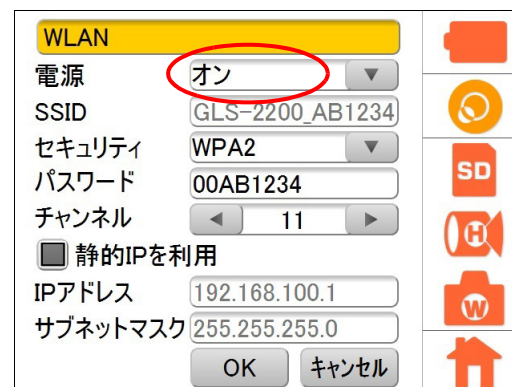 WLAN
電源 オン
SSID GLS-2200_AB1234
セキュリティ WPA2
パスワード 00AB1234
チャンネル 11
静的IPを利用
IPアドレス 192.168.100.1
サブネットマスク 255.255.255.0
OK キャンセル
SD
H
W